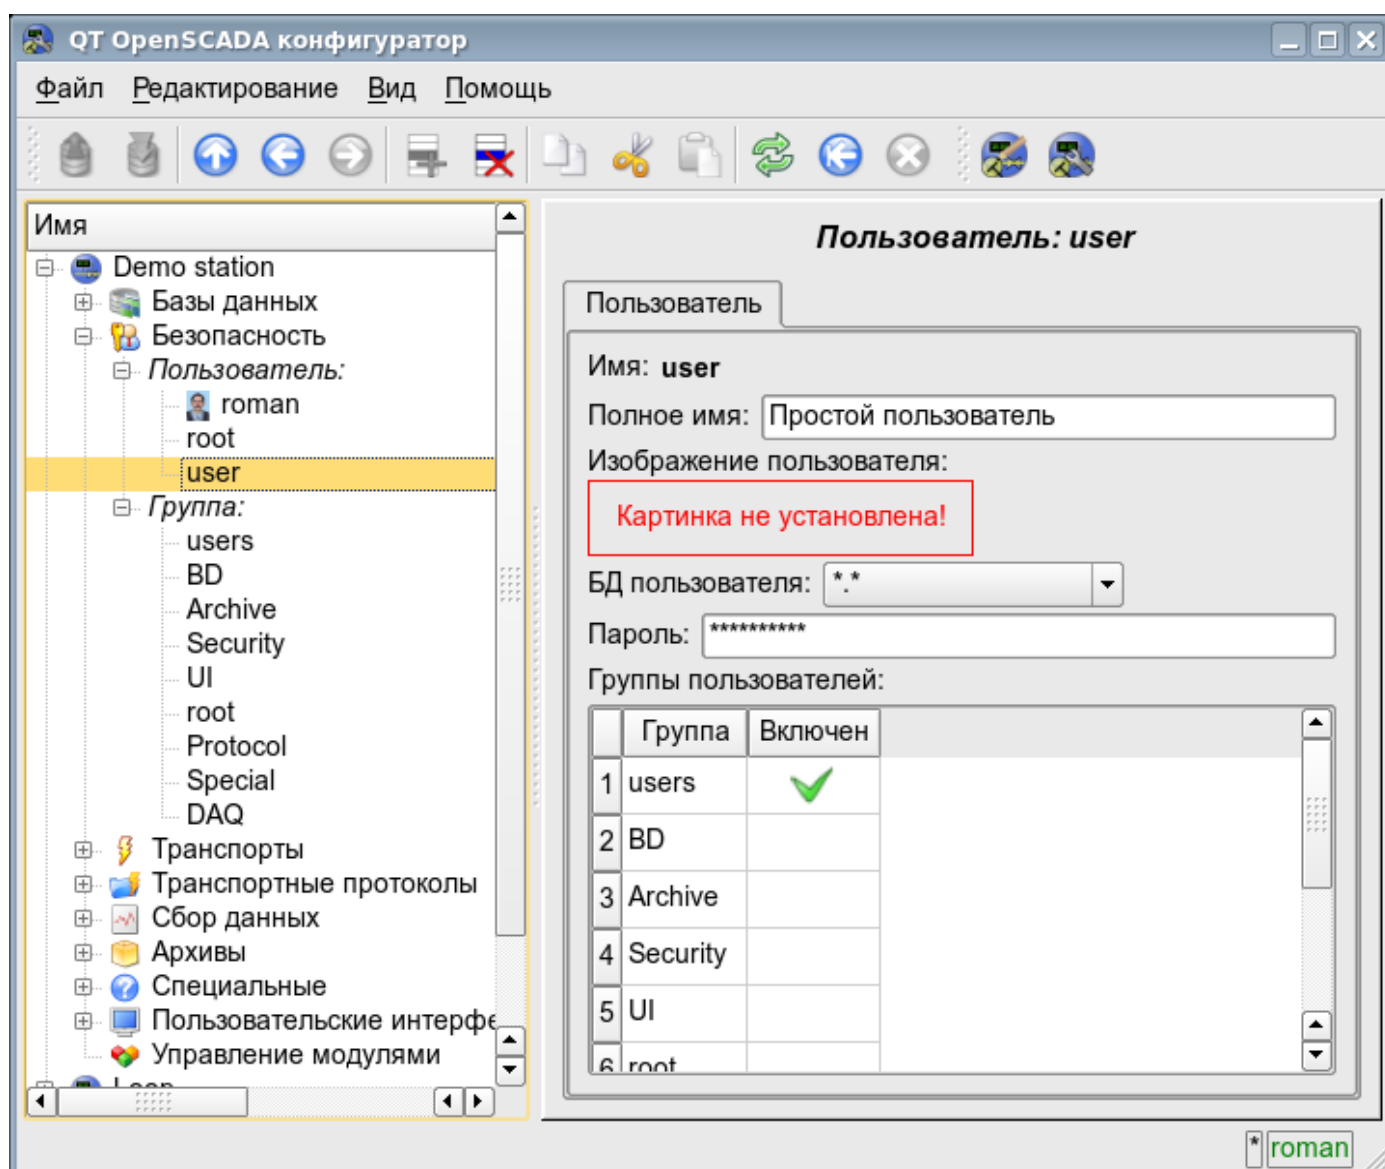 QT OpenSCADA конфигуратор
Файл Редактирование Вид Помощь
Имя
Demo station
Базы данных
Безопасность
Пользователь:
roman
root
user
Группа:
users
BD
Archive
Security
UI
root
Protocol
Special
DAQ
Транспорты
Транспортные протоколы
Сбор данных
Архивы
Специальные
Пользовательские интерфе
Управление модулями
Loop
Пользователь: user
Пользователь
Имя: user
Полное имя: Простой пользователь
Изображение пользователя:
Картинка не установлена!
БД пользователя: *.*
Пароль: **********
Группы пользователей:
Группа Включен
1 users
2 BD
3 Archive
4 Security
5 UI
6 root
* roman